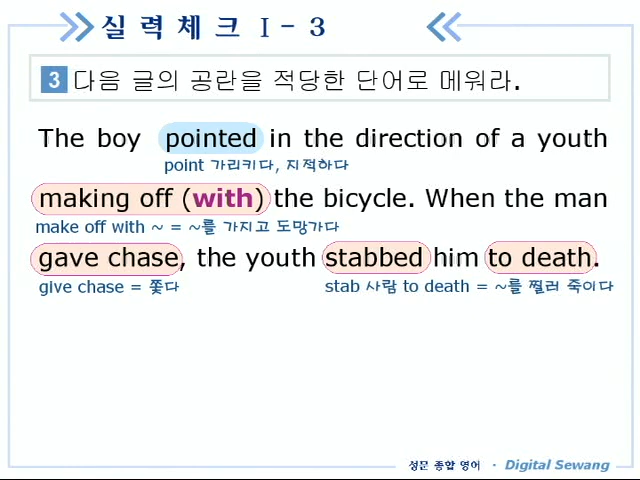 실력체크 I - 3
3 다음 글의 공란을 적당한 단어로 메워라.
The boy pointed in the direction of a youth
point 가리키다, 지적하다
making off (with) the bicycle. When the man
make off with ~ = ~를 가지고 도망가다
gave chase, the youth stabbed him to death.
give chase = 쫓다 stab 사람 to death = ~를 찔러 죽이다
성문 종합 영어 · Digital Sewang